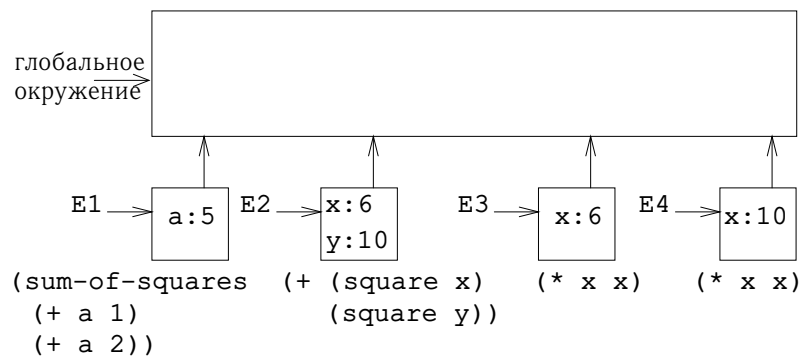 глобальное
окружение
E1
a:5
E2
x:6
y:10
E3
x:6
E4
x:10
(sum-of-squares
(+ a 1)
(+ a 2))
(+ (square x)
(square y))
(* x x)
(* x x)